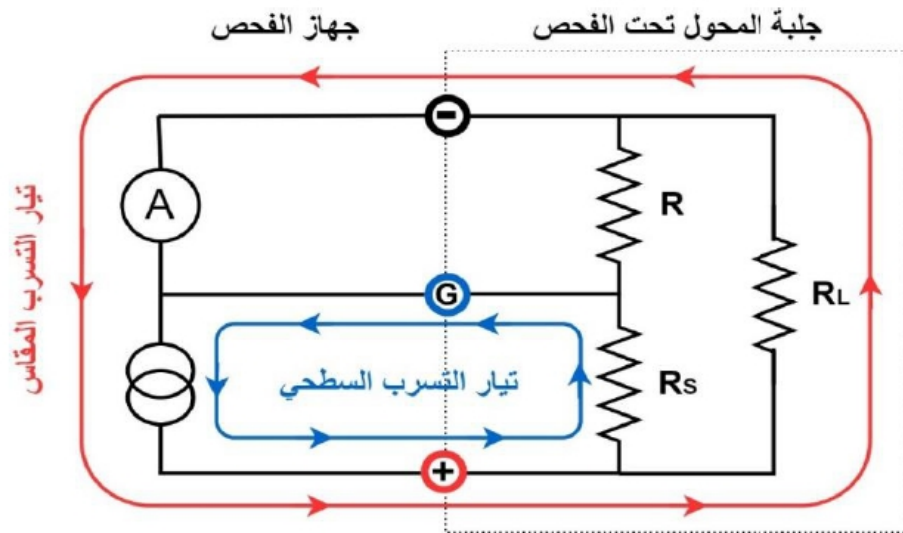 جلبة المحول تحت الفحص
جهاز الفحص
-
A
R
تيار التسرب المقاس
G
RL
تيار التسرب السطحي
RS
+